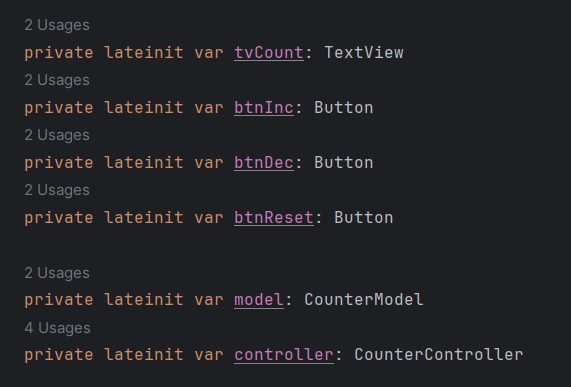 2 Usages
private lateinit var tvCount: TextView
2 Usages
private lateinit var btnInc: Button
2 Usages
private lateinit var btnDec: Button
2 Usages
private lateinit var btnReset: Button
2 Usages
private lateinit var model: CounterModel
4 Usages
private lateinit var controller: CounterController